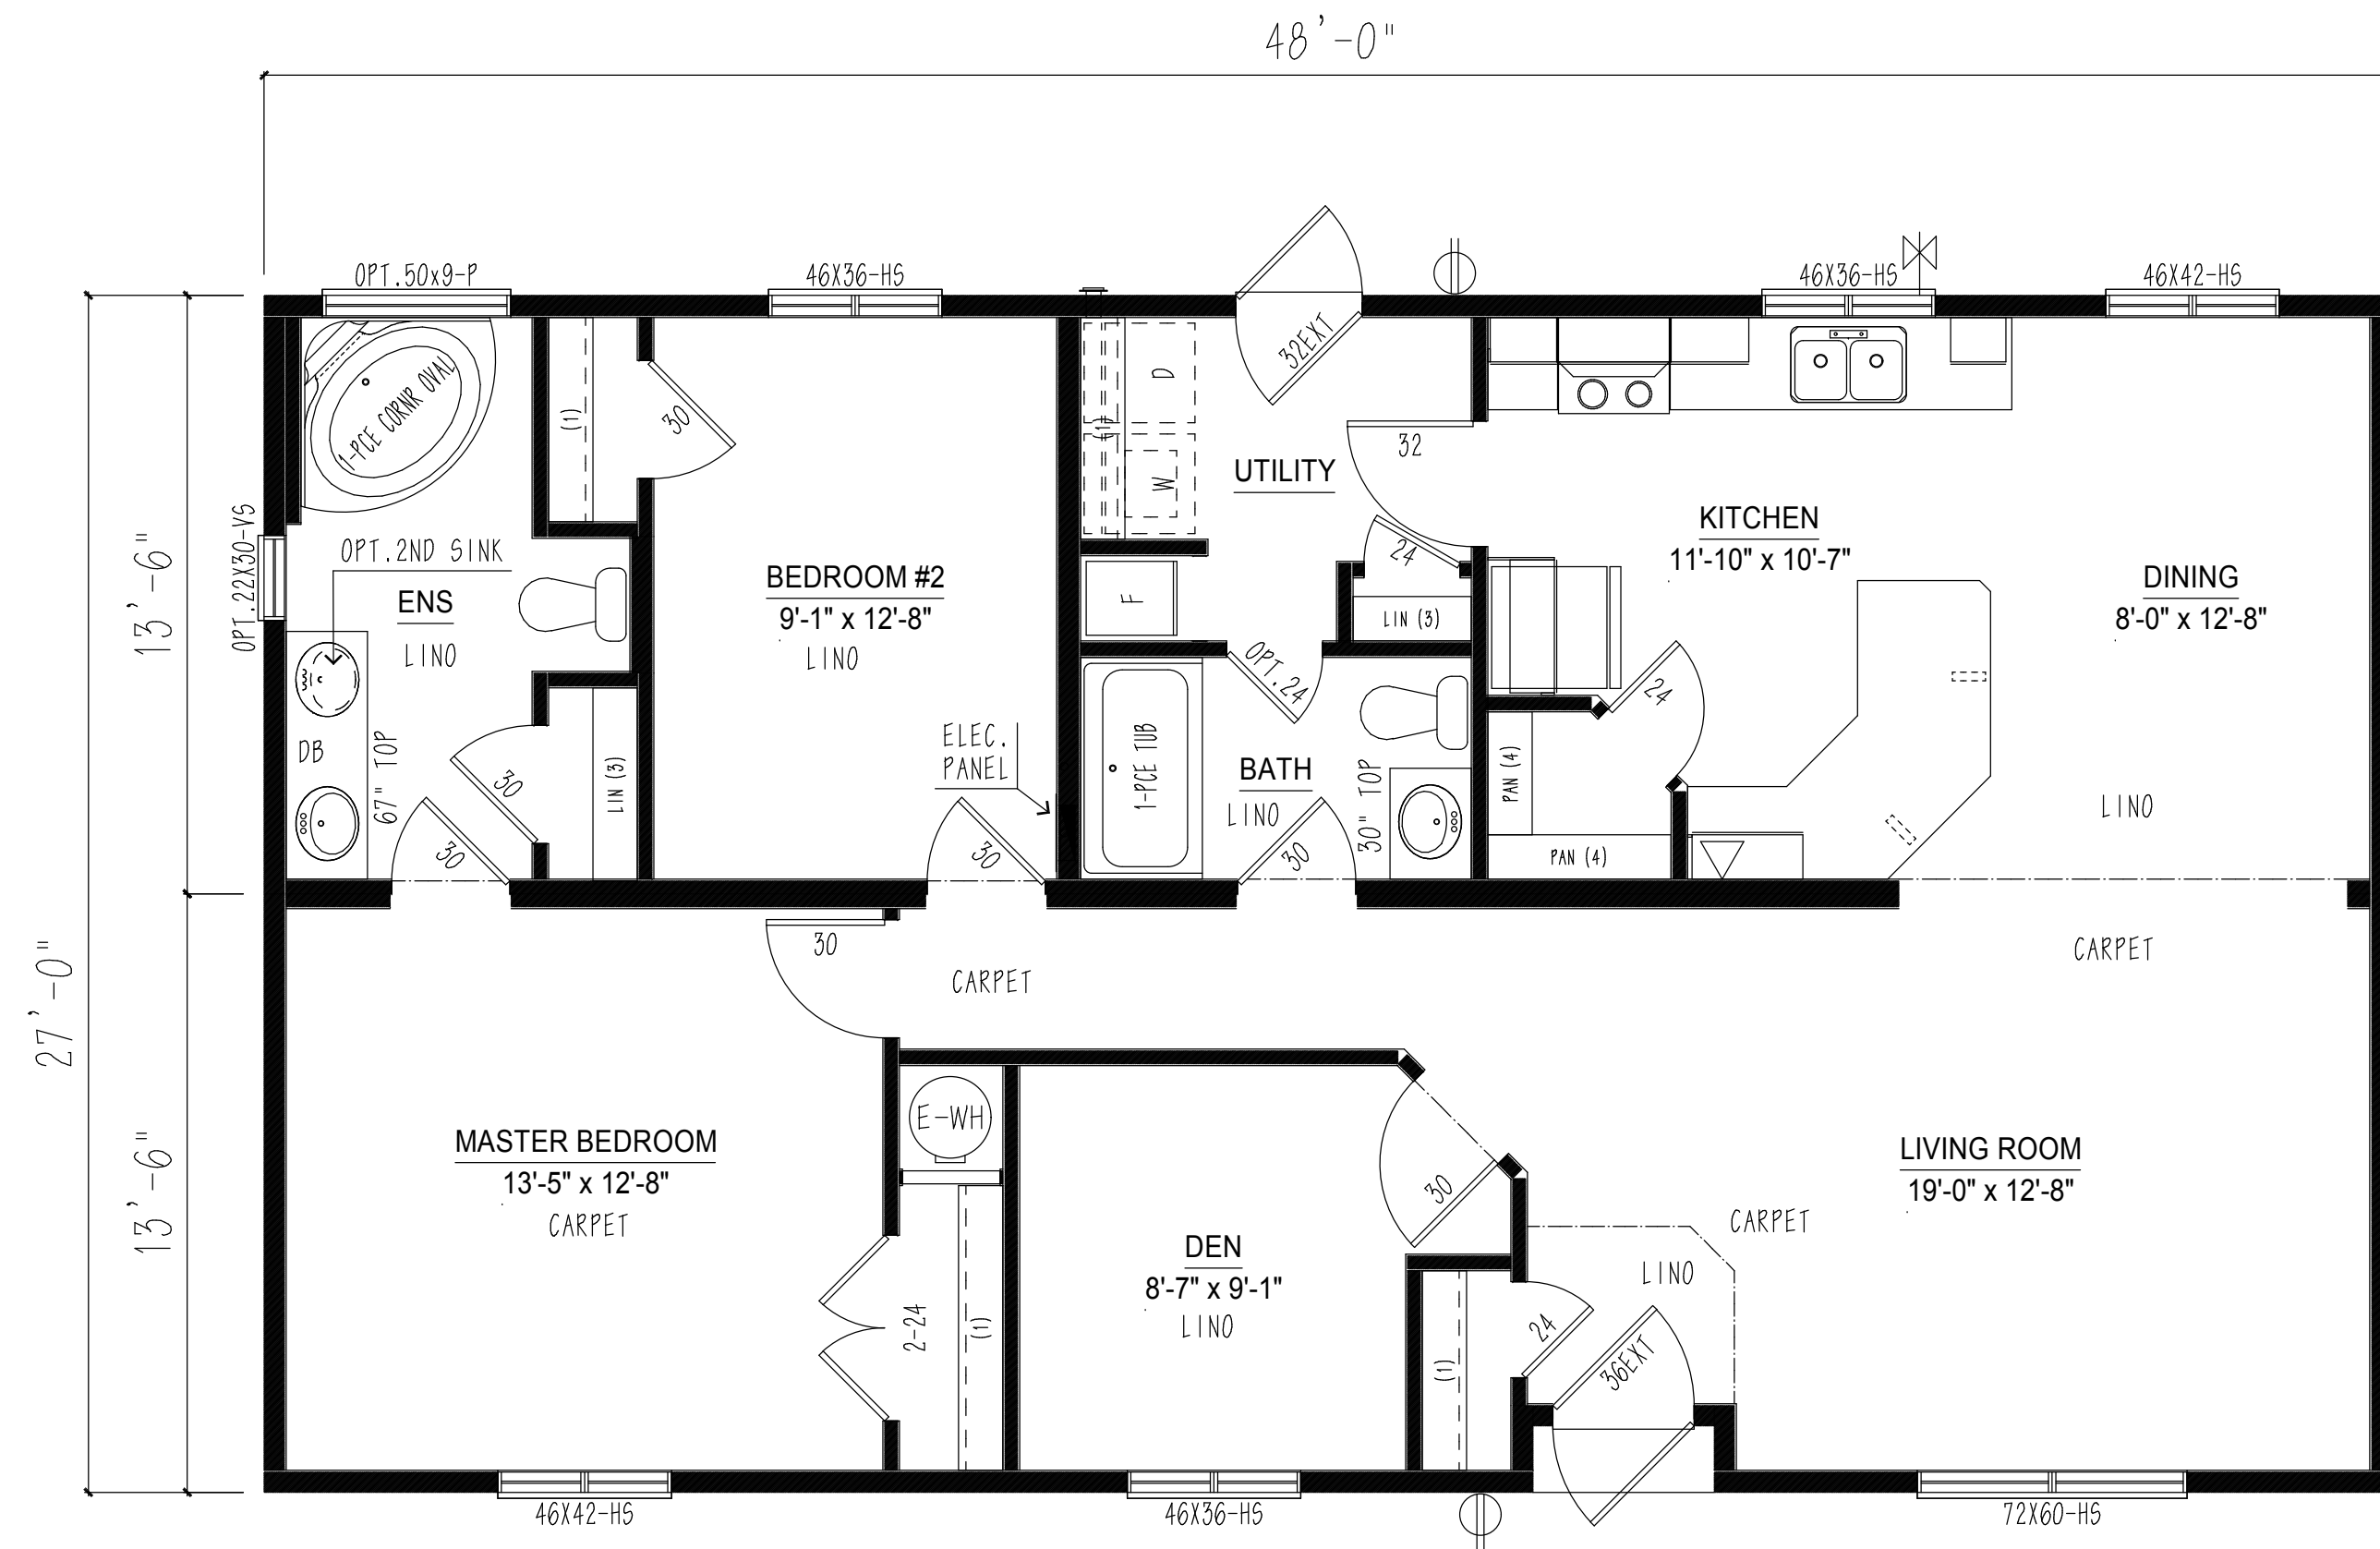 48'-0"
OPT.50x9-P
46X36-HS
46X36-HS
46X42-HS
32EXT
1-PCE CORNR OVAL
(1)
30
D
(1)
W
32
UTILITY
KITCHEN
11'-10" x 10'-7"
DINING
8'-0" x 12'-8"
13'-6"
OPT.22X30-VS
OPT.2ND SINK
ENS
LINO
BEDROOM #2
9'-1" x 12'-8"
LINO
F
24
LIN (3)
OPT.24
24
DB
67" TOP
30
LIN (3)
30
ELEC.
PANEL
30
1-PCE TUB
BATH
LINO
30
30" TOP
PAN (4)
PAN (4)
LINO
27'-0"
30
CARPET
CARPET
13'-6"
MASTER BEDROOM
13'-5" x 12'-8"
CARPET
E-WH
30
LIVING ROOM
19'-0" x 12'-8"
CARPET
DEN
8'-7" x 9'-1"
LINO
LINO
2-24
(1)
(1)
24
36EXT
46X42-HS
46X36-HS
72X60-HS